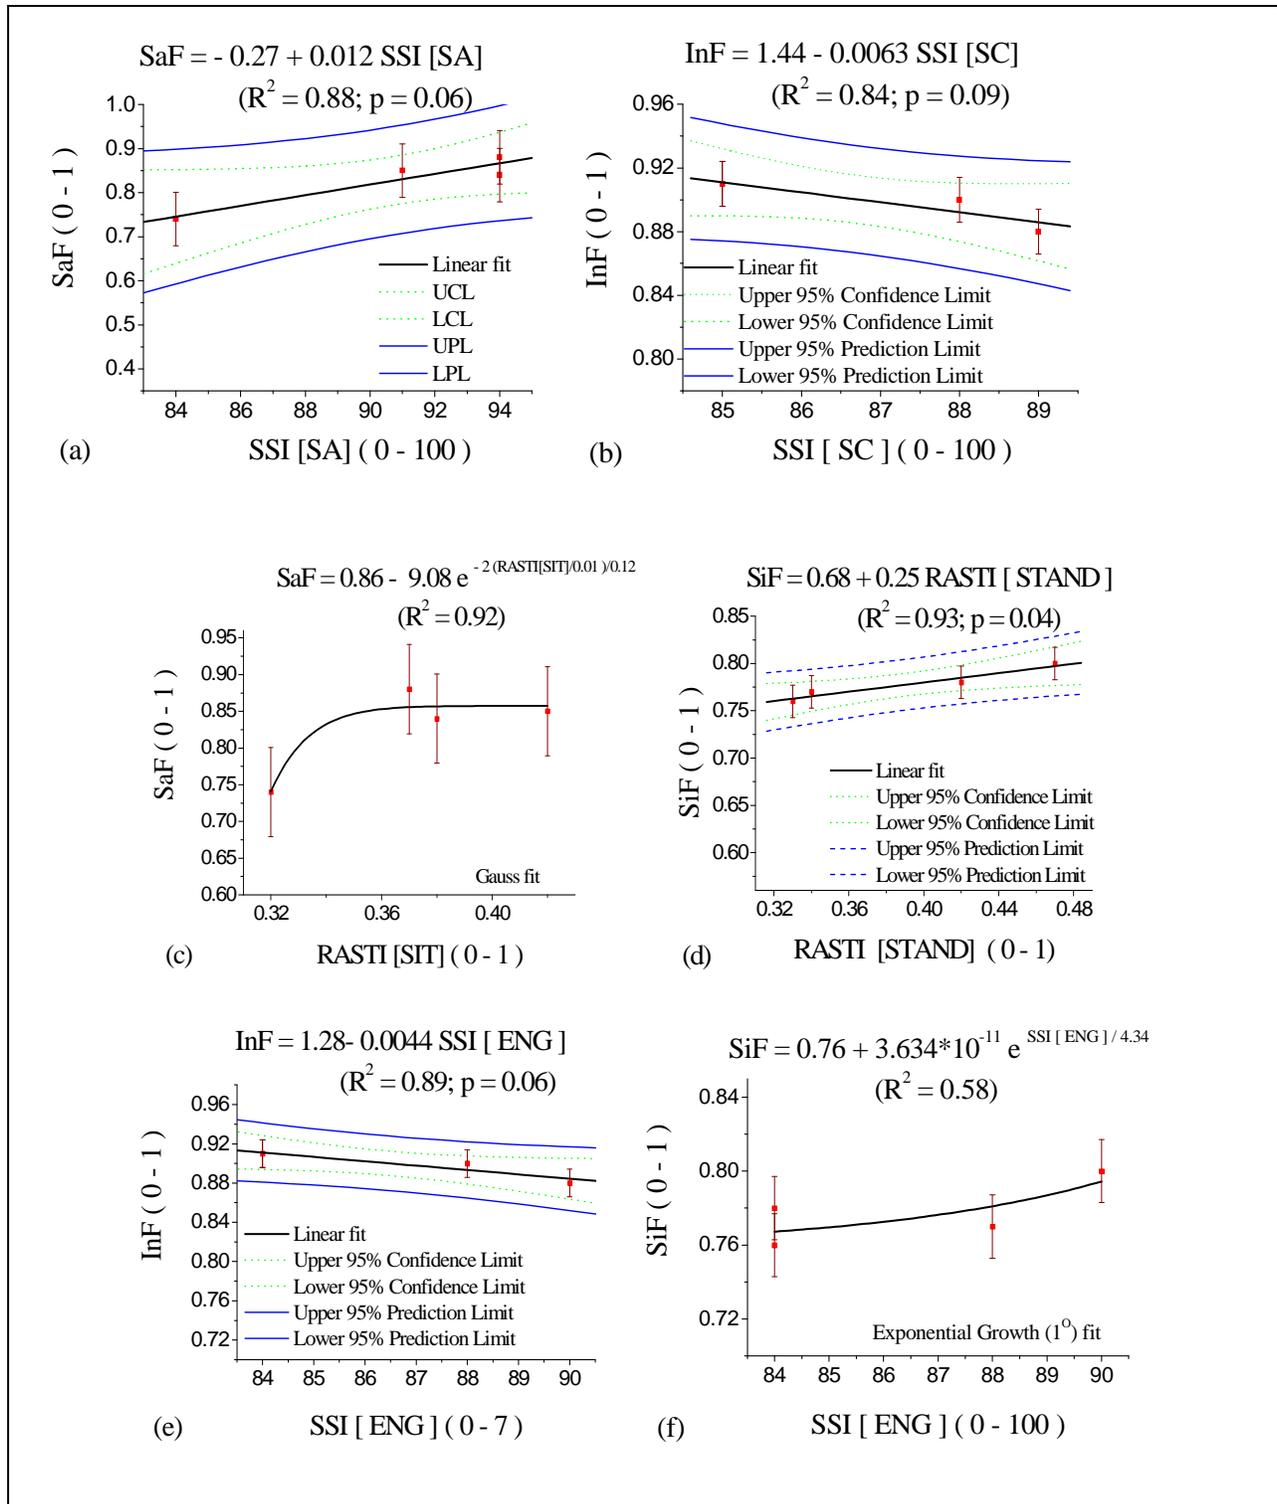 SaF = - 0.27 + 0.012 SSI [SA]
(R² = 0.88; p = 0.06)
1.0
0.9
0.8
0.7
0.6
0.5
0.4
SaF ( 0 - 1 )
Linear fit
UCL
LCL
UPL
LPL
84 86 88 90 92 94
(a) SSI [SA] ( 0 - 100 )
InF = 1.44 - 0.0063 SSI [SC]
(R² = 0.84; p = 0.09)
0.96
0.92
0.88
0.84
0.80
InF ( 0 - 1 )
Linear fit
Upper 95% Confidence Limit
Lower 95% Confidence Limit
Upper 95% Prediction Limit
Lower 95% Prediction Limit
85 86 87 88 89
(b) SSI [ SC ] ( 0 - 100 )
SaF = 0.86 - 9.08 e - 2 (RASTI[SIT]/0.01 )/0.12
(R² = 0.92)
0.95
0.90
0.85
0.80
0.75
0.70
0.65
0.60
SaF ( 0 - 1 )
Gauss fit
0.32 0.36 0.40
(c) RASTI [SIT] ( 0 - 1 )
SiF = 0.68 + 0.25 RASTI [ STAND ]
(R² = 0.93; p = 0.04)
0.85
0.80
0.75
0.70
0.65
0.60
SiF ( 0 - 1 )
Linear fit
Upper 95% Confidence Limit
Lower 95% Confidence Limit
Upper 95% Prediction Limit
Lower 95% Prediction Limit
0.32 0.36 0.40 0.44 0.48
(d) RASTI [STAND] ( 0 - 1)
InF = 1.28- 0.0044 SSI [ ENG ]
(R² = 0.89; p = 0.06)
0.96
0.92
0.88
0.84
0.80
0.76
0.72
InF ( 0 - 1 )
Linear fit
Upper 95% Confidence Limit
Lower 95% Confidence Limit
Upper 95% Prediction Limit
Lower 95% Prediction Limit
84 85 86 87 88 89 90
(e) SSI [ ENG ] ( 0 - 7 )
SiF = 0.76 + 3.634*10⁻¹¹ e SSI [ ENG ] / 4.34
(R² = 0.58)
0.84
0.80
0.76
0.72
SiF ( 0 - 1 )
Exponential Growth (1ᴼ) fit
84 85 86 87 88 89 90
(f) SSI [ ENG ] ( 0 - 100 )